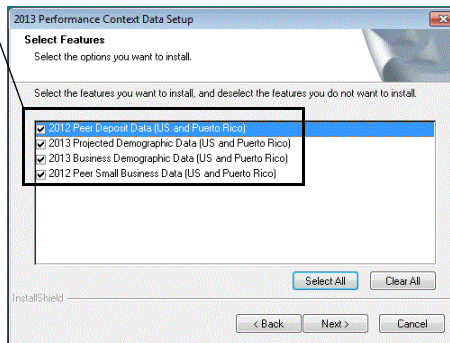 2013 Performance Context Data Setup
Select Features
Select the options you want to install.
Select the features you want to install, and deselect the features you do not want to install.
2012 Peer Deposit Data (US and Puerto Rico)
2013 Projected Demographic Data (US and Puerto Rico)
2013 Business Demographic Data (US and Puerto Rico)
2012 Peer Small Business Data (US and Puerto Rico)
Select All Clear All
InstallShield
< Back Next > Cancel